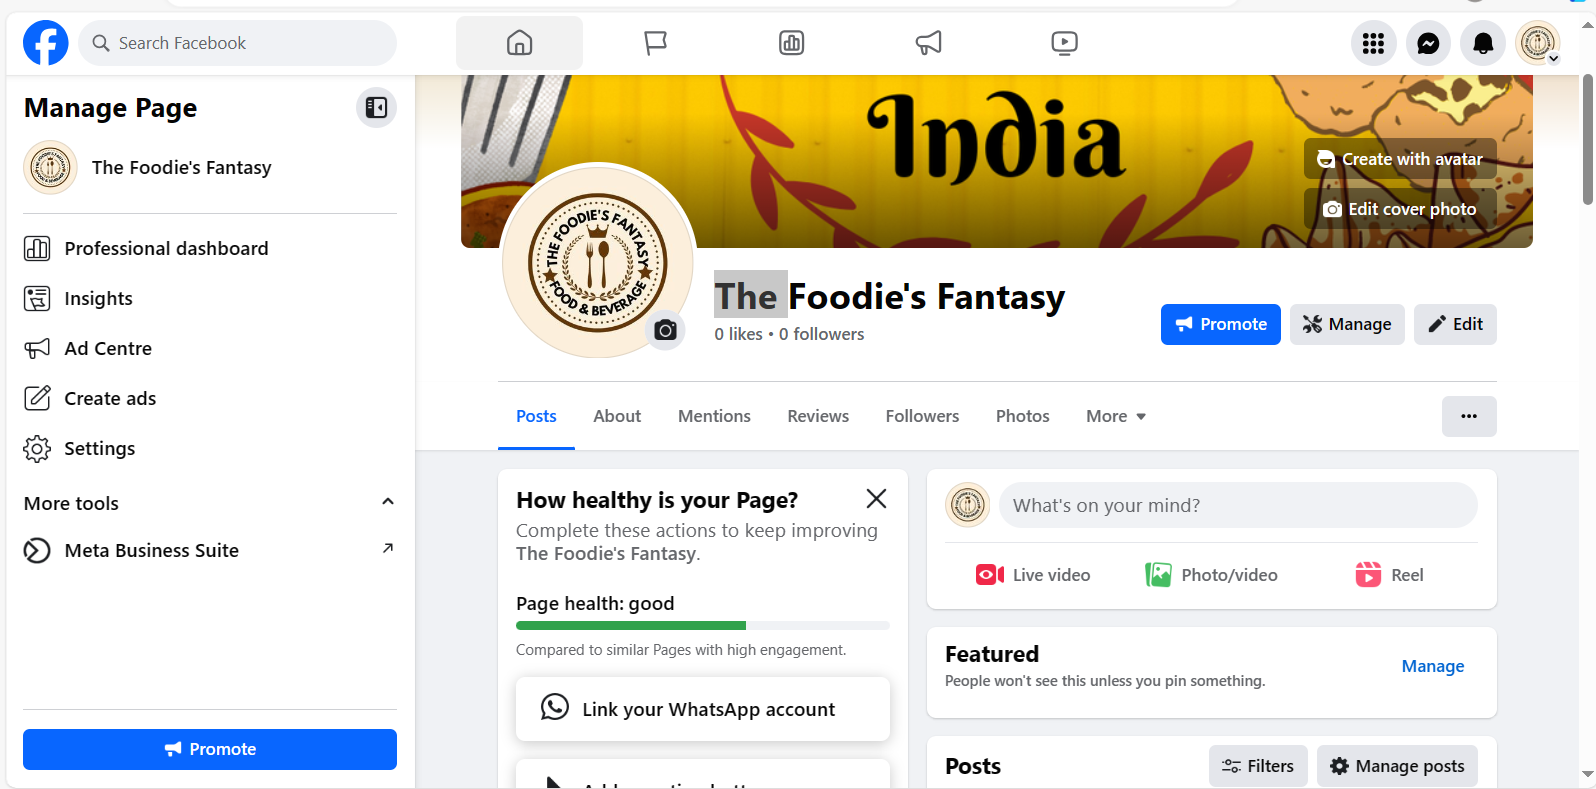 Search Facebook
Manage Page
The Foodie's Fantasy
Professional dashboard
Insights
Ad Centre
Create ads
Settings
More tools
Meta Business Suite
Promote
India
Create with avatar
Edit cover photo
THE FOODIE'S FANTASY
FOOD & BEVERAGE
The Foodie's Fantasy
0 likes • 0 followers
Promote
Manage
Edit
Posts
About
Mentions
Reviews
Followers
Photos
More
How healthy is your Page?
Complete these actions to keep improving
The Foodie's Fantasy.
Page health: good
Compared to similar Pages with high engagement.
Link your WhatsApp account
What's on your mind?
Live video
Photo/video
Reel
Featured
People won't see this unless you pin something.
Manage
Posts
Filters
Manage posts